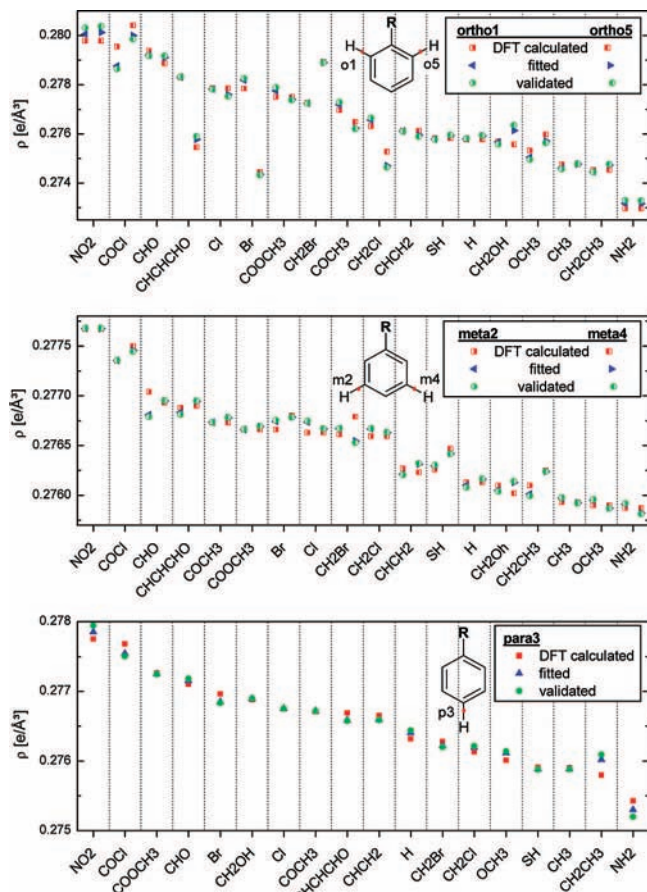 R
H
H
o1
o5
ortho1 ortho5
DFT calculated
fitted
validated
ρ [e/Å³]
0.280
0.278
0.276
0.274
NO2 COCl CHO CHCHCHO Cl Br COOCH3 CH2Br COCH3 CH2Cl CHCH2 SH H CH2OH OCH3 CH3 CH2CH3 NH2
R
m2
m4
H
H
meta2 meta4
DFT calculated
fitted
validated
ρ [e/Å³]
0.2775
0.2770
0.2765
0.2760
NO2 COCl CHO CHCHCHO COCH3 COOCH3 Br Cl CH2Br CH2Cl CHCH2 SH H CH2Oh CH2CH3 CH3 OCH3 NH2
R
p3
H
para3
DFT calculated
fitted
validated
ρ [e/Å³]
0.278
0.277
0.276
0.275
NO2 COCl COOCH3 CHO Br CH2OH Cl COCH3 CHCHCHO CHCH2 H CH2Br CH2Cl OCH3 SH CH3 CH2CH3 NH2